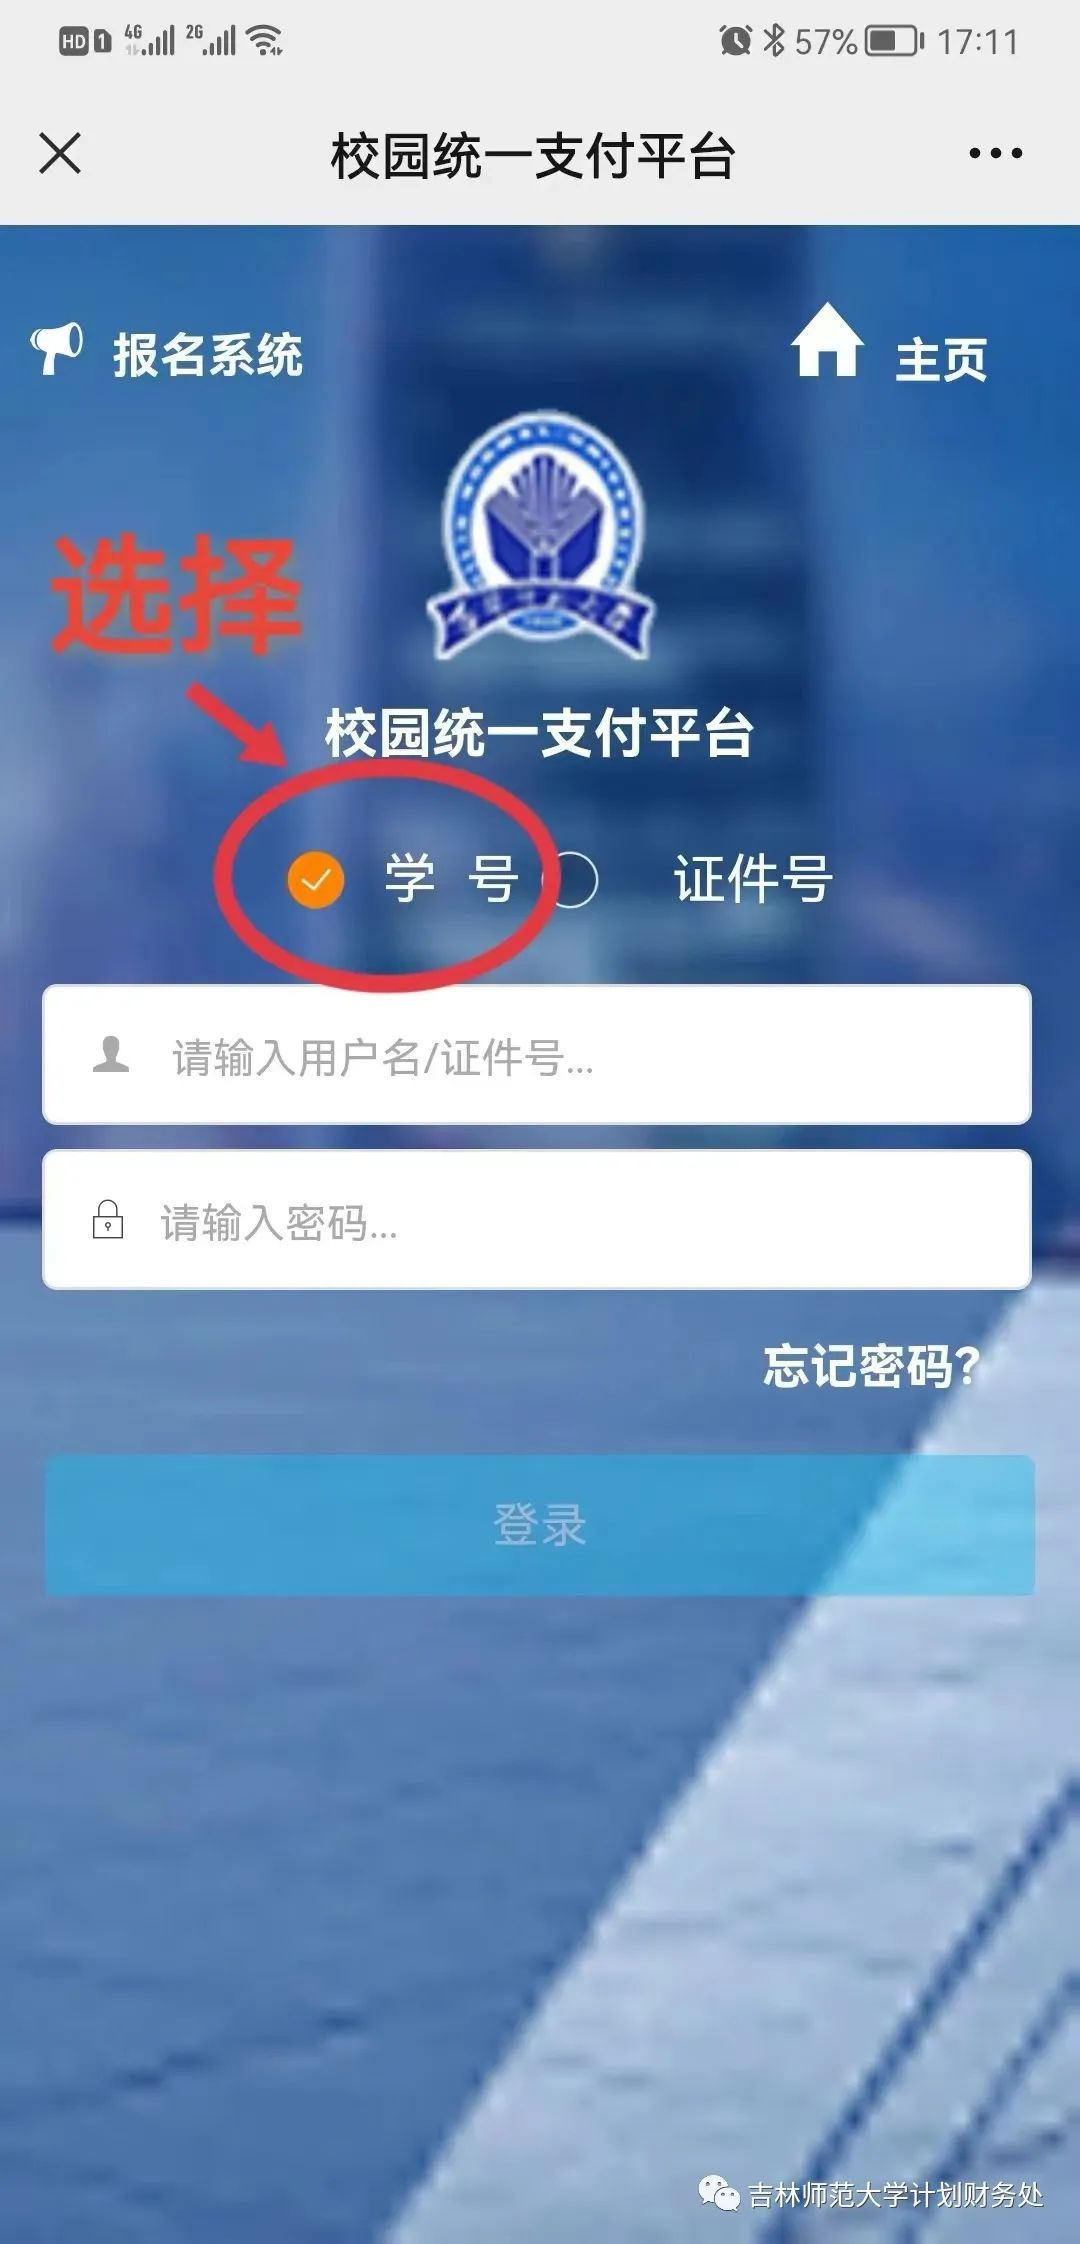 HD 1 4G 2G 57% 17:11
校园统一支付平台
报名系统 主页
选择
校园统一支付平台
学 号 证件号
请输入用户名/证件号...
请输入密码...
忘记密码?
登录
吉林师范大学计划财务处